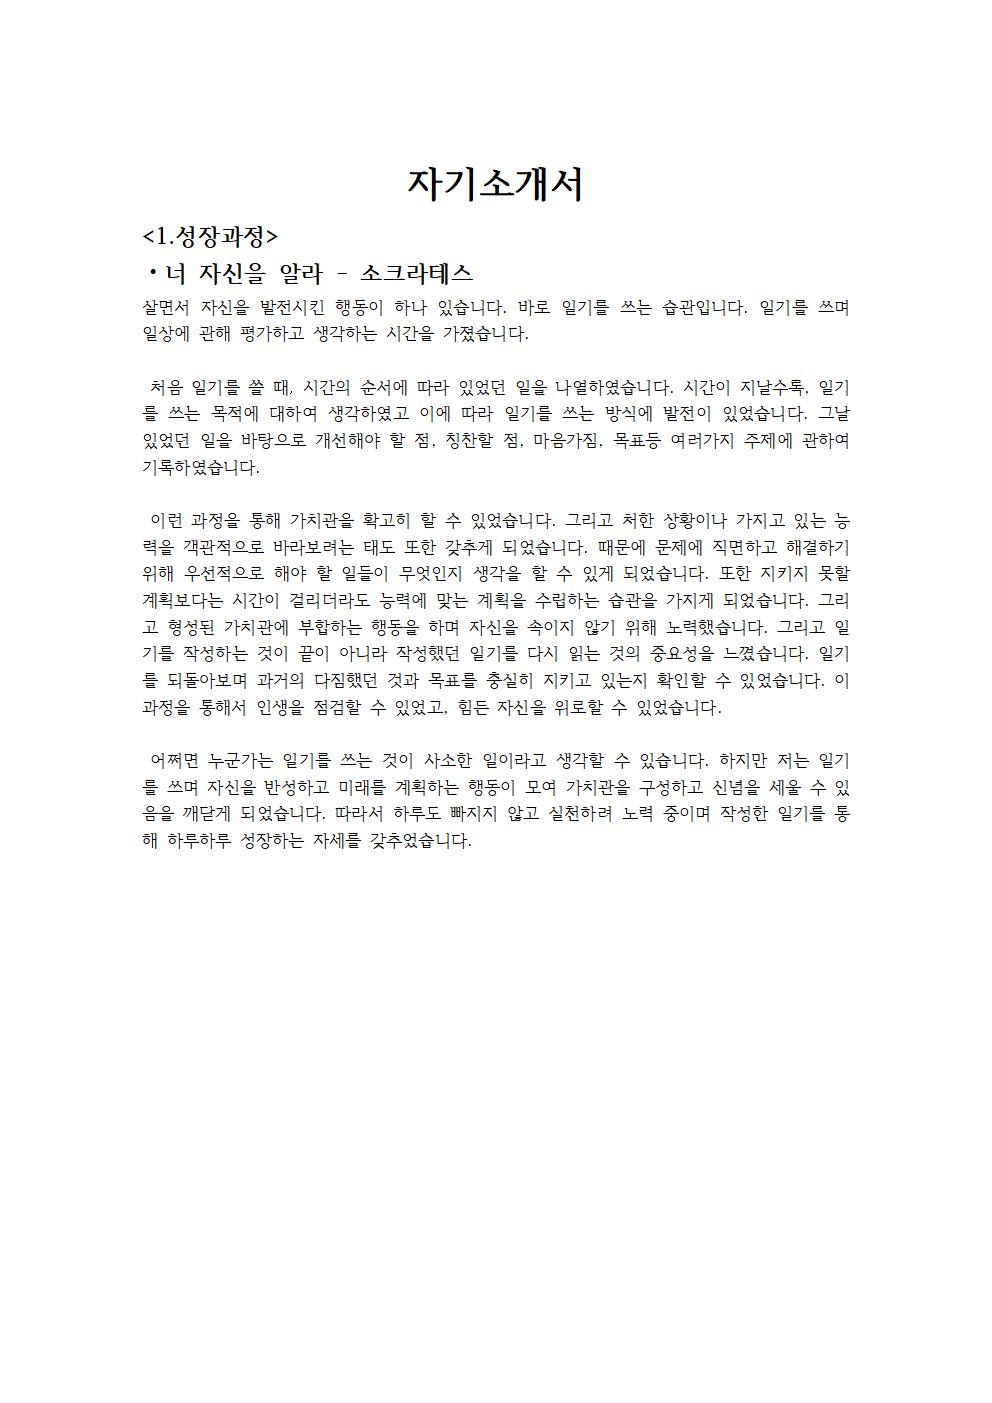 자기소개서
<1.성장과정>
•너 자신을 알라 - 소크라테스
살면서 자신을 발전시킨 행동이 하나 있습니다. 바로 일기를 쓰는 습관입니다. 일기를 쓰며
일상에 관해 평가하고 생각하는 시간을 가졌습니다.
처음 일기를 쓸 때, 시간의 순서에 따라 있었던 일을 나열하였습니다. 시간이 지날수록, 일기
를 쓰는 목적에 대하여 생각하였고 이에 따라 일기를 쓰는 방식에 발전이 있었습니다. 그날
있었던 일을 바탕으로 개선해야 할 점, 칭찬할 점, 마음가짐, 목표등 여러가지 주제에 관하여
기록하였습니다.
이런 과정을 통해 가치관을 확고히 할 수 있었습니다. 그리고 처한 상황이나 가지고 있는 능
력을 객관적으로 바라보려는 태도 또한 갖추게 되었습니다. 때문에 문제에 직면하고 해결하기
위해 우선적으로 해야 할 일들이 무엇인지 생각을 할 수 있게 되었습니다. 또한 지키지 못할
계획보다는 시간이 걸리더라도 능력에 맞는 계획을 수립하는 습관을 가지게 되었습니다. 그리
고 형성된 가치관에 부합하는 행동을 하며 자신을 속이지 않기 위해 노력했습니다. 그리고 일
기를 작성하는 것이 끝이 아니라 작성했던 일기를 다시 읽는 것의 중요성을 느꼈습니다. 일기
를 되돌아보며 과거의 다짐했던 것과 목표를 충실히 지키고 있는지 확인할 수 있었습니다. 이
과정을 통해서 인생을 점검할 수 있었고, 힘든 자신을 위로할 수 있었습니다.
어쩌면 누군가는 일기를 쓰는 것이 사소한 일이라고 생각할 수 있습니다. 하지만 저는 일기
를 쓰며 자신을 반성하고 미래를 계획하는 행동이 모여 가치관을 구성하고 신념을 세울 수 있
음을 깨닫게 되었습니다. 따라서 하루도 빠지지 않고 실천하려 노력 중이며 작성한 일기를 통
해 하루하루 성장하는 자세를 갖추었습니다.